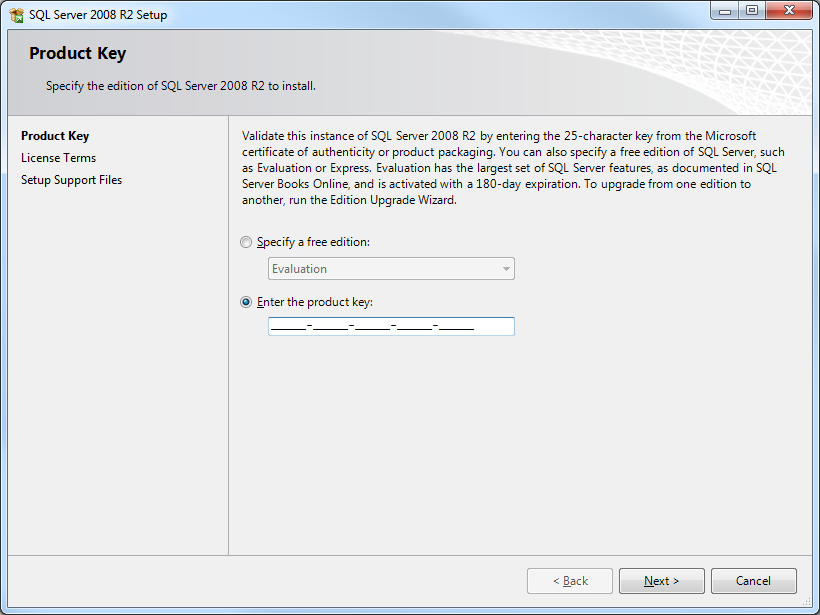 SQL Server 2008 R2 Setup
Product Key
Specify the edition of SQL Server 2008 R2 to install.
Product Key
License Terms
Setup Support Files
Validate this instance of SQL Server 2008 R2 by entering the 25-character key from the Microsoft
certificate of authenticity or product packaging. You can also specify a free edition of SQL Server, such
as Evaluation or Express. Evaluation has the largest set of SQL Server features, as documented in SQL
Server Books Online, and is activated with a 180-day expiration. To upgrade from one edition to
another, run the Edition Upgrade Wizard.
Specify a free edition:
Evaluation
Enter the product key:
_____-_____-_____-_____-_____
< Back Next > Cancel